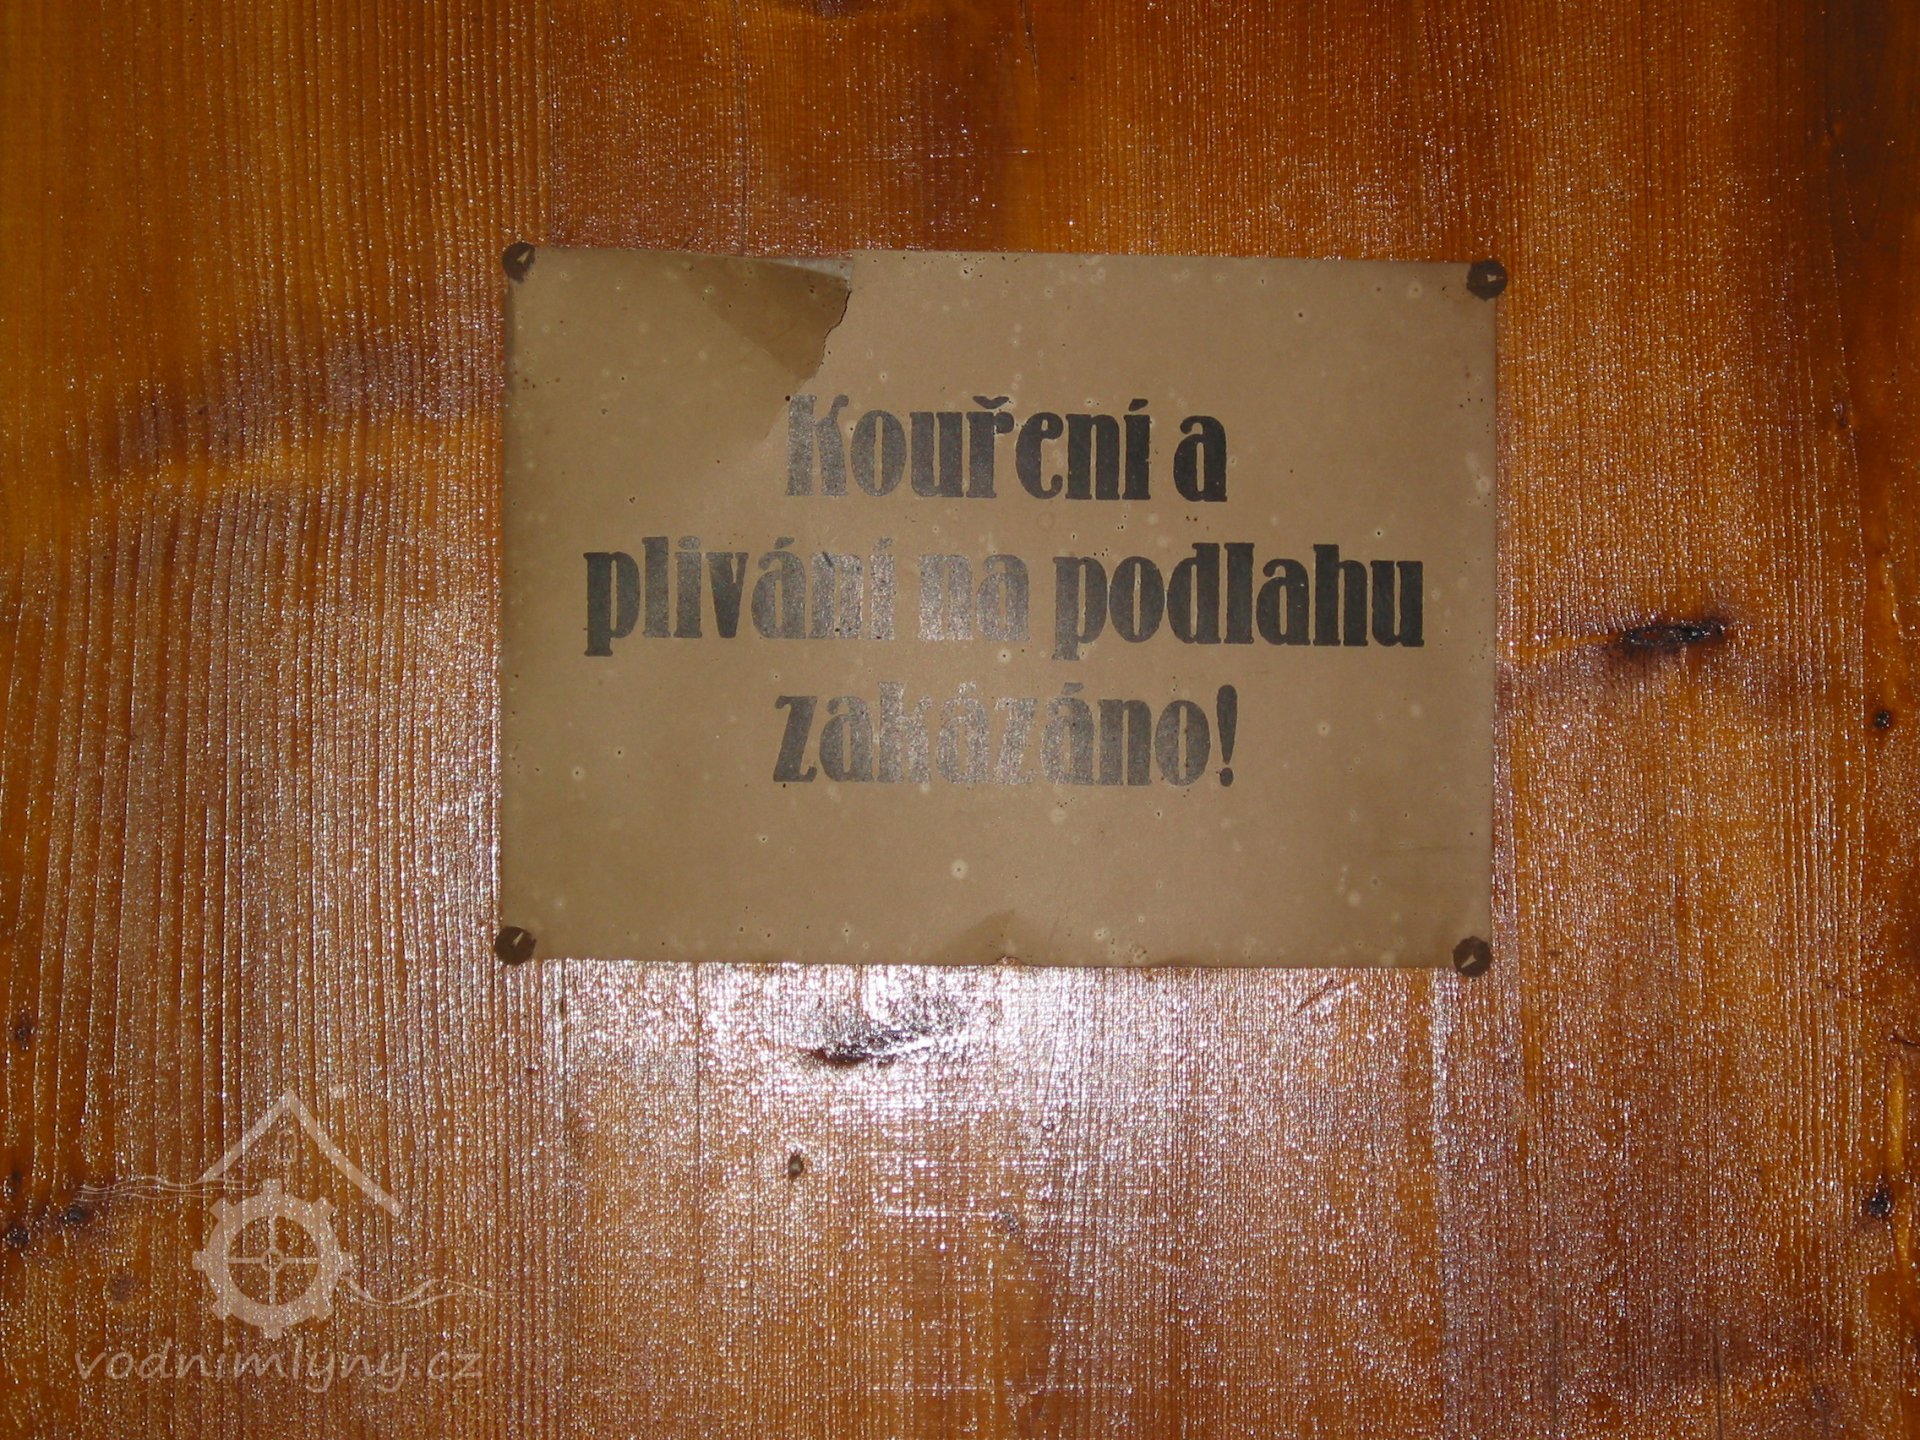 Kouření a
plivání na podlahu
zakázáno!
vodnimlyny.cz